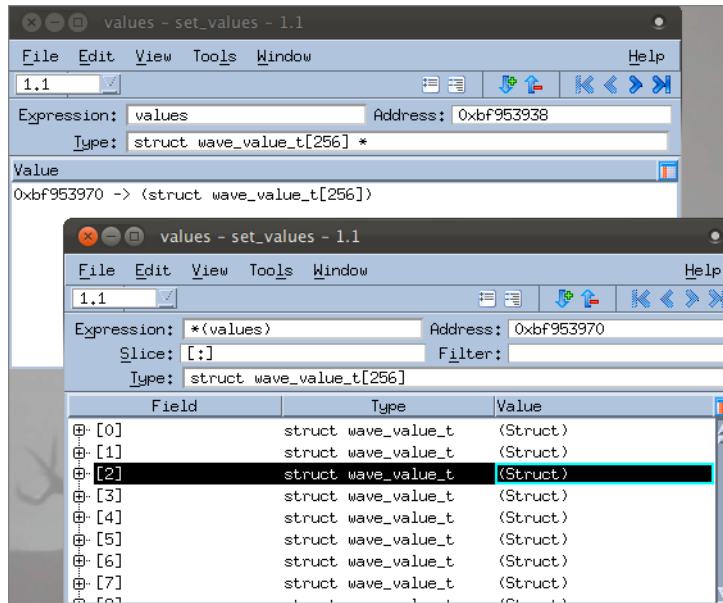 values - set_values - 1.1
File Edit View Tools Window Help
1.1
Expression: values Address: 0xbf953938
Type: struct wave_value_t[256] *
Value
0xbf953970 -> (struct wave_value_t[256])
values - set_values - 1.1
File Edit View Tools Window Help
1.1
Expression: *(values) Address: 0xbf953970
Slice: [:] Filter:
Type: struct wave_value_t[256]
Field Type Value
[0] struct wave_value_t (Struct)
[1] struct wave_value_t (Struct)
[2] struct wave_value_t (Struct)
[3] struct wave_value_t (Struct)
[4] struct wave_value_t (Struct)
[5] struct wave_value_t (Struct)
[6] struct wave_value_t (Struct)
[7] struct wave_value_t (Struct)